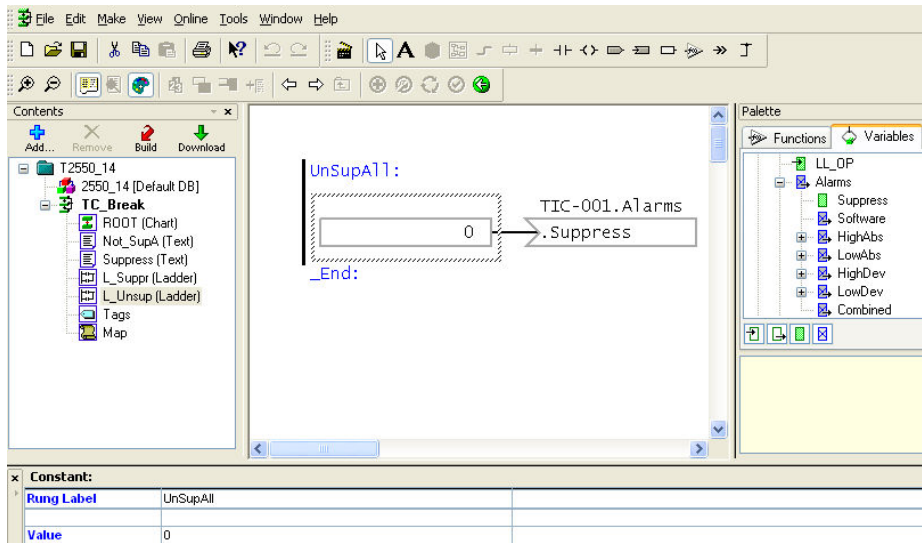 File Edit Make View Online Tools Window Help
A
Contents
Add... Remove Build Download
T2550_14
2550_14 [Default DB]
TC_Break
ROOT (Chart)
Not_SupA (Text)
Suppress (Text)
L_Suppr (Ladder)
L_Unsup (Ladder)
Tags
Map
UnSupAll:
TIC-001.Alarms
0
.Suppress
_End:
Palette
Functions Variables
LL_OP
Alarms
Suppress
Software
HighAbs
LowAbs
HighDev
LowDev
Combined
Constant:
Rung Label UnSupAll
Value 0